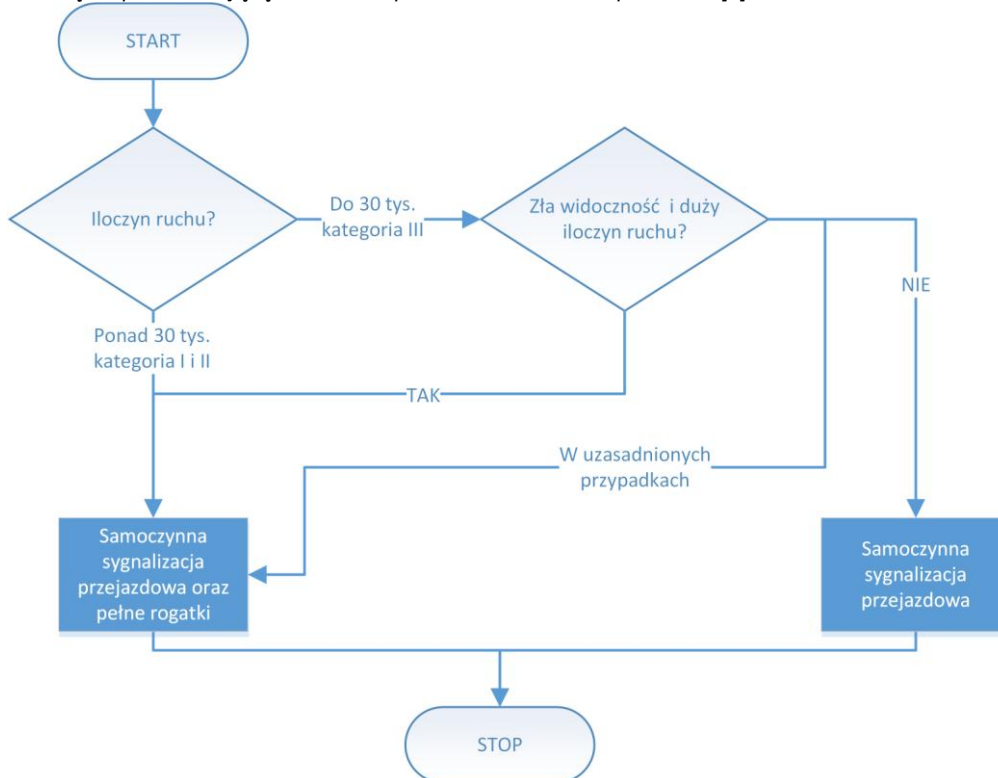 START
Iloczyn ruchu?
Do 30 tys.
kategoria III
Zła widoczność i duży
iloczyn ruchu?
NIE
Ponad 30 tys.
kategoria I i II
TAK
W uzasadnionych
przypadkach
Samoczynna
sygnalizacja
przejazdowa oraz
pełne rogatki
Samoczynna
sygnalizacja
przejazdowa
STOP